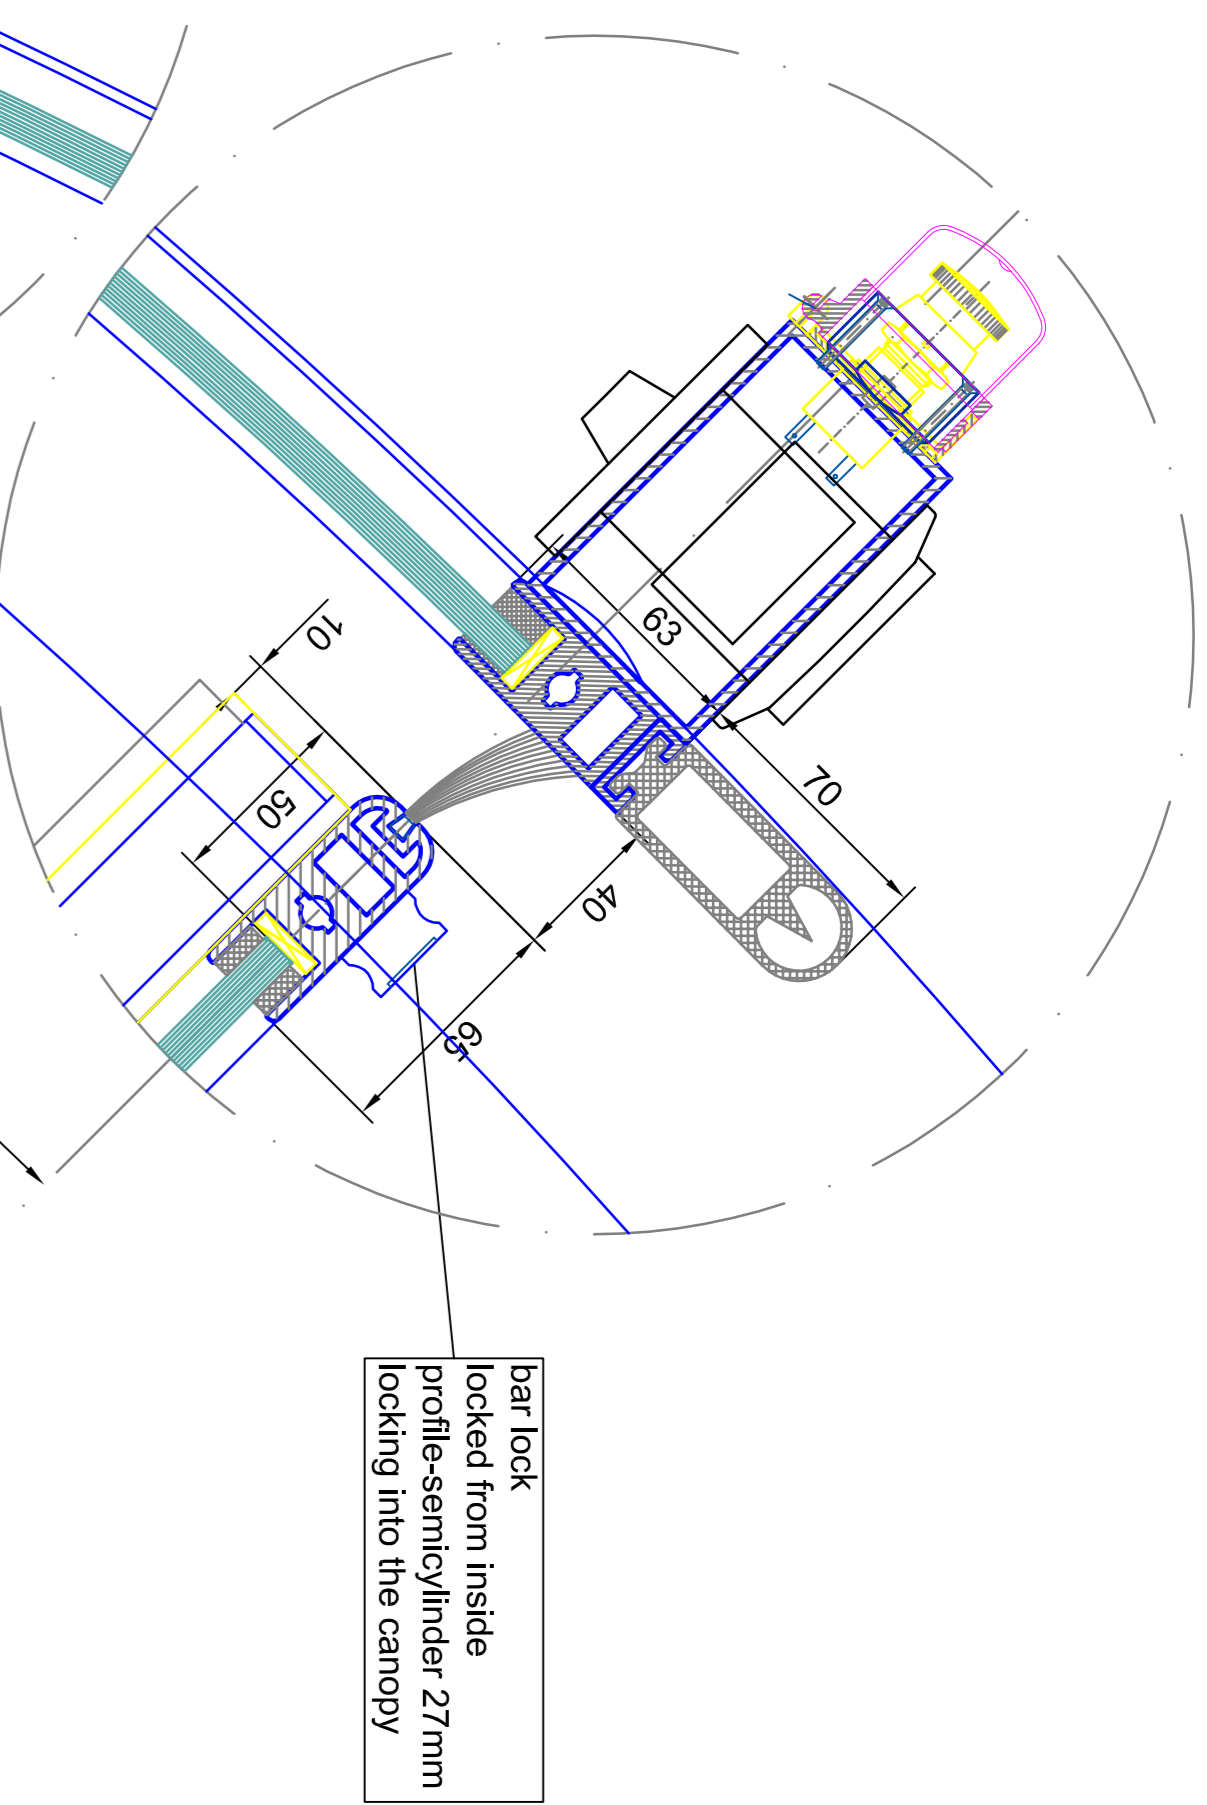 63
70
10
50
40
65
bar lock
locked from inside
profile-semicylinder 27mm
locking into the canopy